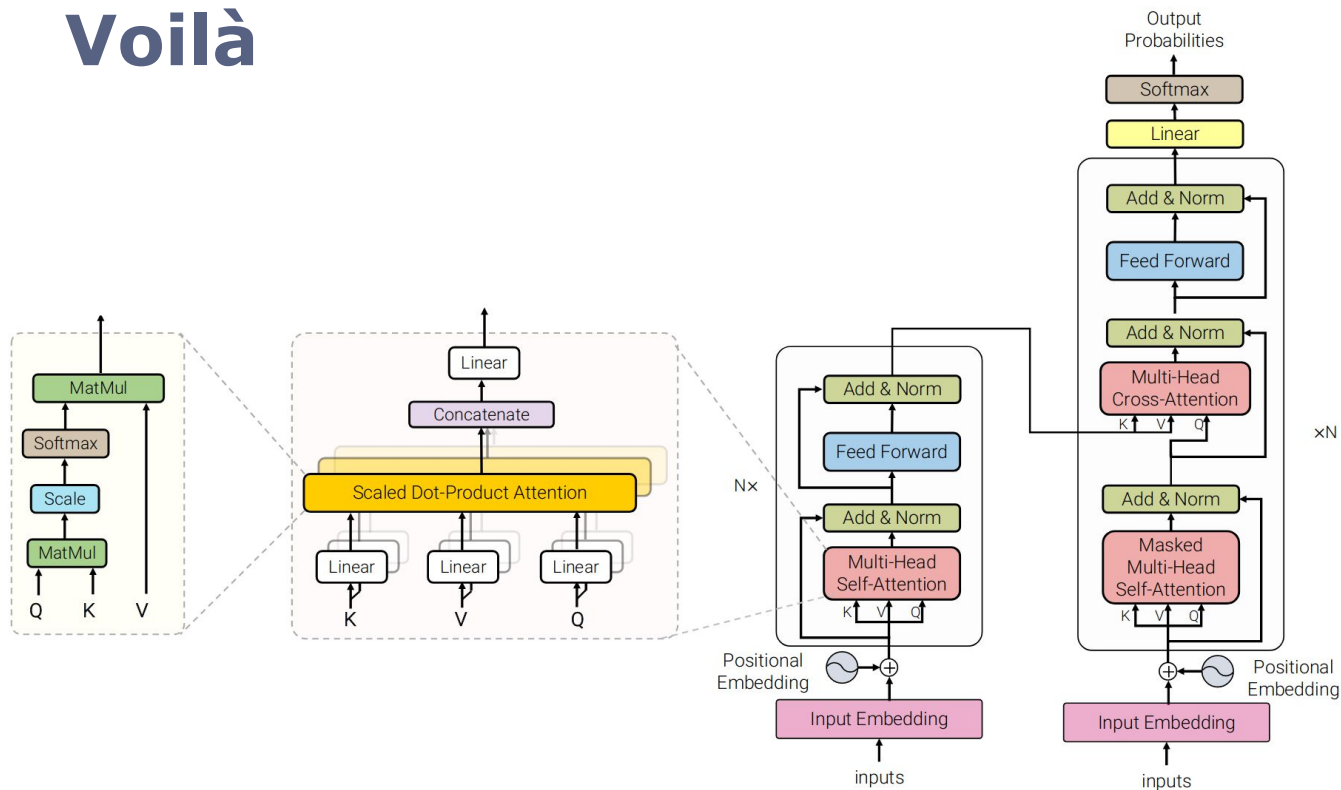 Voilà
MatMul
Softmax
Scale
MatMul
Q K V
Linear
Concatenate
Scaled Dot-Product Attention
Linear Linear Linear
K V Q
Add & Norm
Feed Forward
N×
Add & Norm
Multi-Head
Self-Attention
K V Q
Positional
Embedding
Input Embedding
inputs
Output
Probabilities
Softmax
Linear
Add & Norm
Feed Forward
Add & Norm
Multi-Head
Cross-Attention
K V Q
×N
Add & Norm
Masked
Multi-Head
Self-Attention
K V Q
Positional
Embedding
Input Embedding
inputs